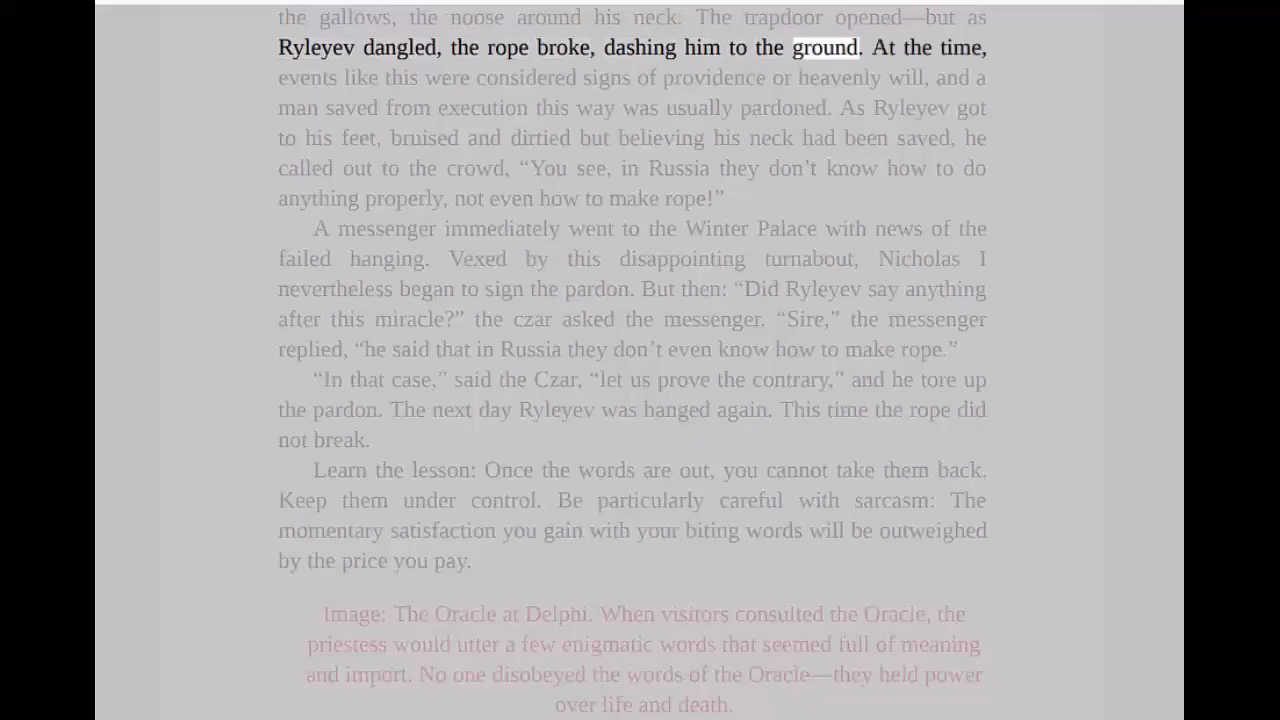 the gallows, the noose around his neck. The trapdoor opened—but as
Ryleyev dangled, the rope broke, dashing him to the ground. At the time,
events like this were considered signs of providence or heavenly will, and a
man saved from execution this way was usually pardoned. As Ryleyev got
to his feet, bruised and dirtied but believing his neck had been saved, he
called out to the crowd, “You see, in Russia they don’t know how to do
anything properly, not even how to make rope!”
A messenger immediately went to the Winter Palace with news of the
failed hanging. Vexed by this disappointing turnabout, Nicholas I
nevertheless began to sign the pardon. But then: “Did Ryleyev say anything
after this miracle?” the czar asked the messenger. “Sire,” the messenger
replied, “he said that in Russia they don’t even know how to make rope.”
“In that case,” said the Czar, “let us prove the contrary,” and he tore up
the pardon. The next day Ryleyev was hanged again. This time the rope did
not break.
Learn the lesson: Once the words are out, you cannot take them back.
Keep them under control. Be particularly careful with sarcasm: The
momentary satisfaction you gain with your biting words will be outweighed
by the price you pay.
Image: The Oracle at Delphi. When visitors consulted the Oracle, the
priestess would utter a few enigmatic words that seemed full of meaning
and import. No one disobeyed the words of the Oracle—they held power
over life and death.